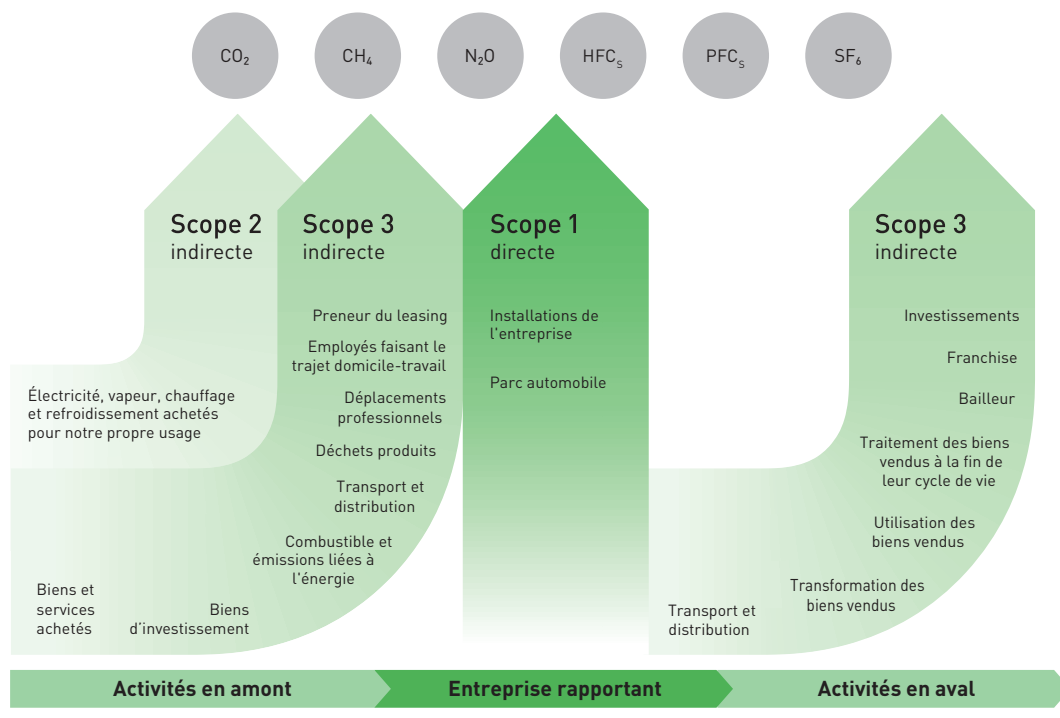 CO₂
CH₄
N₂O
HFCₛ
PFCₛ
SF₆
Scope 2
indirecte
Électricité, vapeur, chauffage
et refroidissement achetés
pour notre propre usage
Scope 3
indirecte
Preneur du leasing
Employés faisant le
trajet domicile-travail
Déplacements
professionnels
Déchets produits
Transport et
distribution
Combustible et
émissions liées à
l'énergie
Biens
d’investissement
Biens et
services
achetés
Scope 1
directe
Installations de
l'entreprise
Parc automobile
Scope 3
indirecte
Investissements
Franchise
Bailleur
Traitement des biens
vendus à la fin de
leur cycle de vie
Utilisation des
biens vendus
Transformation des
biens vendus
Transport et
distribution
Activités en amont
Entreprise rapportant
Activités en aval